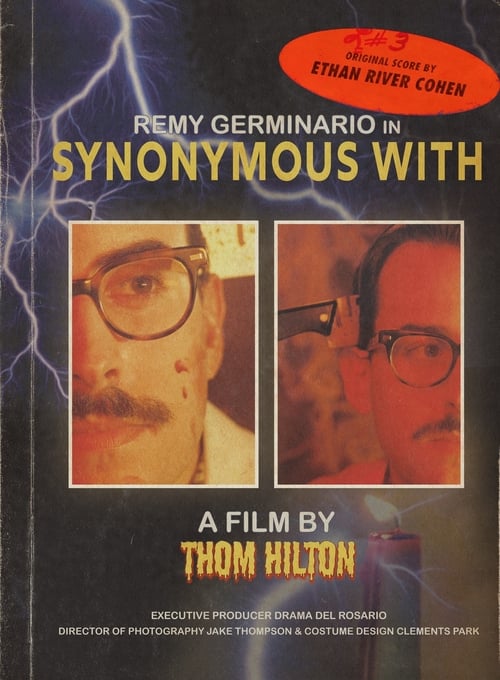 L#3
ORIGINAL SCORE BY
ETHAN RIVER COHEN
REMY GERMINARIO IN
SYNONYMOUS WITH
A FILM BY
THOM HILTON
EXECUTIVE PRODUCER DRAMA DEL ROSARIO
DIRECTOR OF PHOTOGRAPHY JAKE THOMPSON & COSTUME DESIGN CLEMENTS PARK